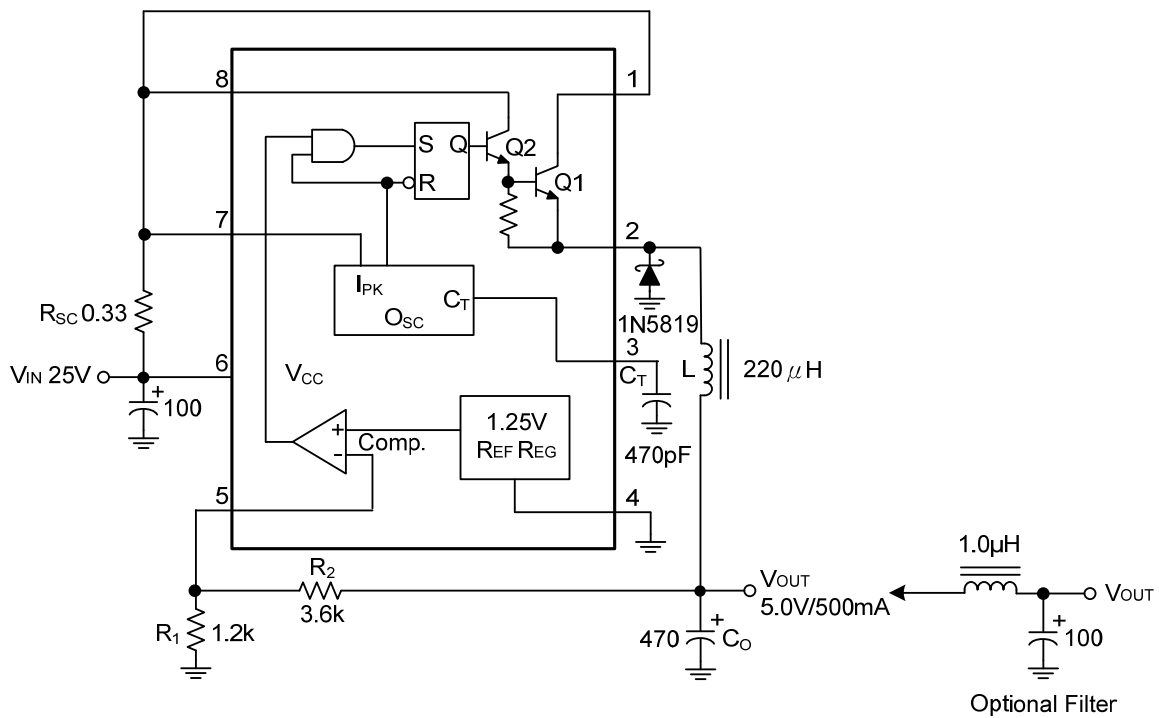 8
1
S Q
Q2
R
Q1
7
2
IPK
CT
OSC
RSC 0.33
1N5819
3
VIN 25V
6
VCC
CT
L
220 μH
+
100
+
Comp.
-
1.25V
REF REG
470pF
5
4
R2
3.6k
R1
1.2k
VOUT
5.0V/500mA
470
+
CO
1.0μH
VOUT
+
100
Optional Filter